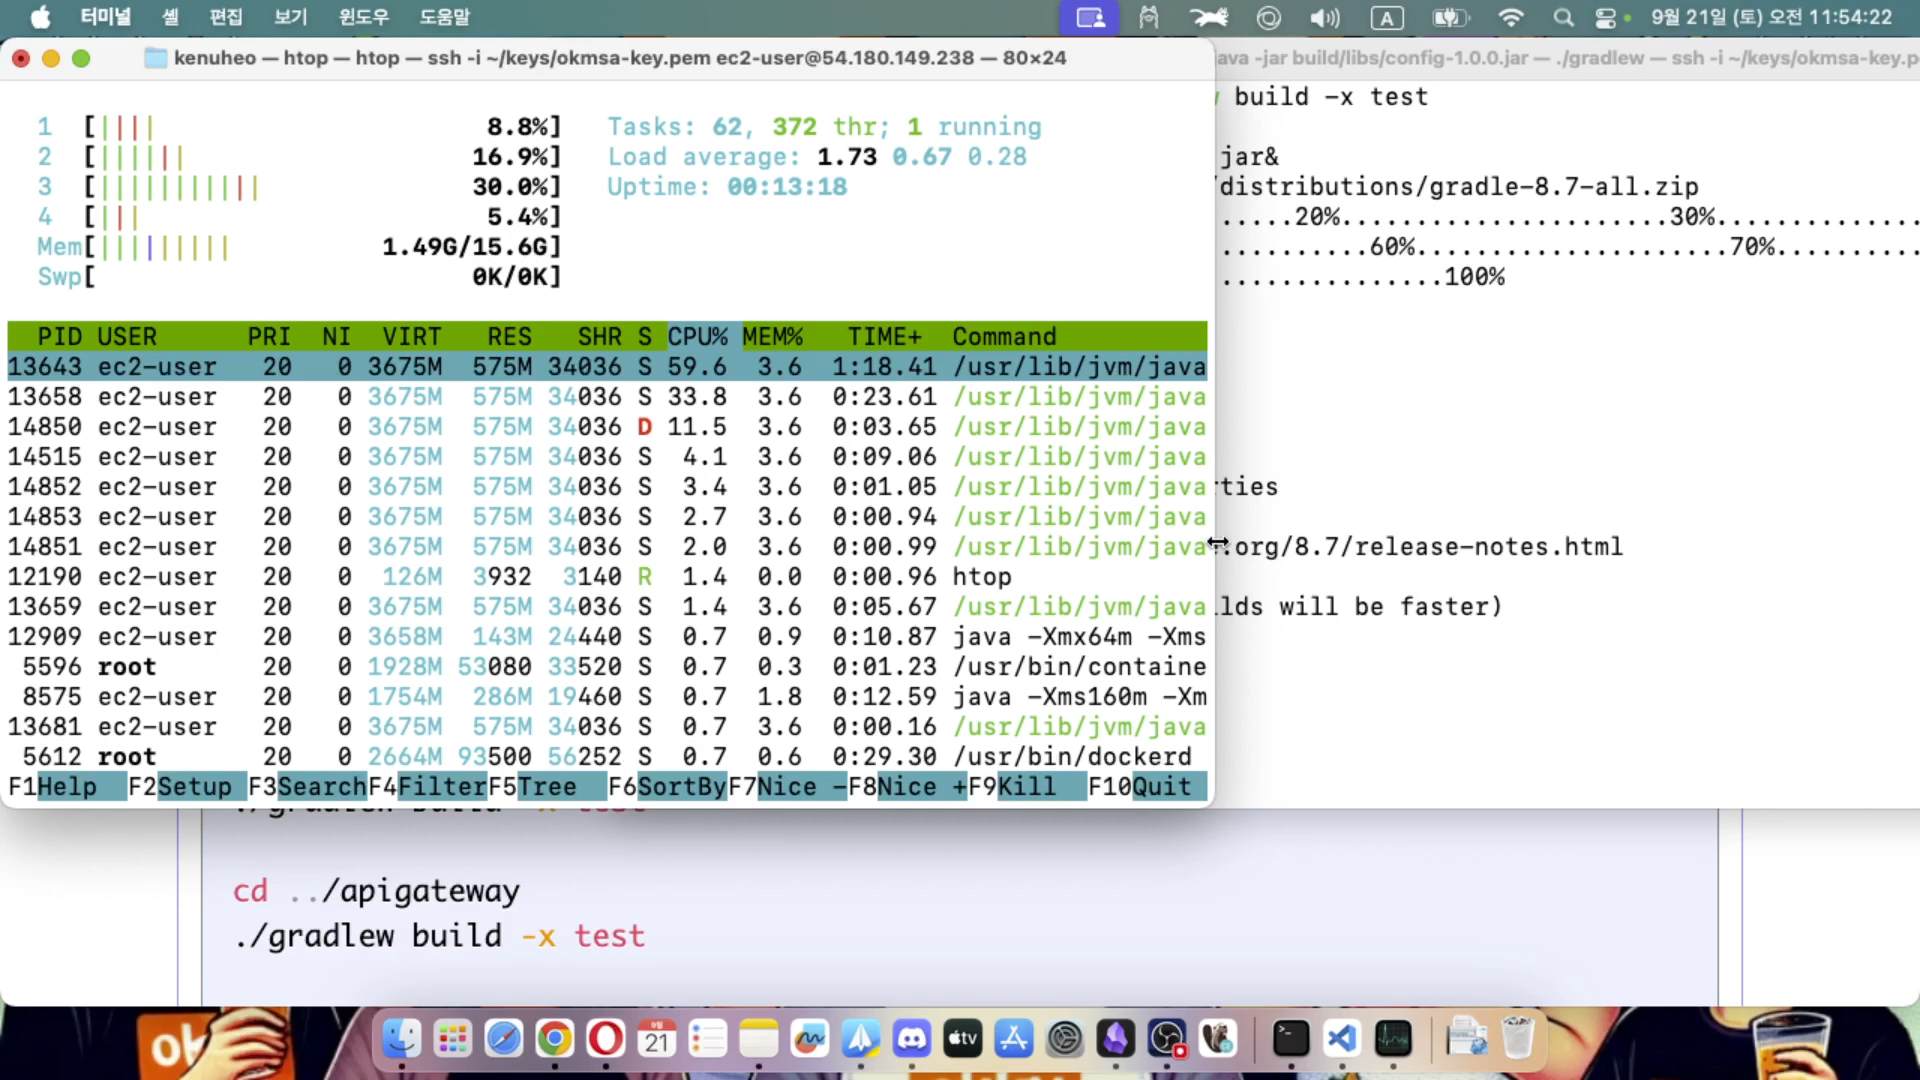 터미널 셸 편집 보기 윈도우 도움말 A 9월 21일 (토) 오전 11:54:22
kenuheo — htop — htop — ssh -i ~/keys/okmsa-key.pem ec2-user@54.180.149.238 — 80×24
java -jar build/libs/config-1.0.0.jar — ./gradlew — ssh -i ~/keys/okmsa-key.p
1 [|||| 8.8%] Tasks: 62, 372 thr; 1 running
2 [|||||| 16.9%] Load average: 1.73 0.67 0.28
3 [||||||||||| 30.0%] Uptime: 00:13:18
4 [||| 5.4%]
Mem[||||||||| 1.49G/15.6G]
Swp[ 0K/0K]
PID USER PRI NI VIRT RES SHR S CPU% MEM% TIME+ Command
13643 ec2-user 20 0 3675M 575M 34036 S 59.6 3.6 1:18.41 /usr/lib/jvm/java
13658 ec2-user 20 0 3675M 575M 34036 S 33.8 3.6 0:23.61 /usr/lib/jvm/java
14850 ec2-user 20 0 3675M 575M 34036 D 11.5 3.6 0:03.65 /usr/lib/jvm/java
14515 ec2-user 20 0 3675M 575M 34036 S 4.1 3.6 0:09.06 /usr/lib/jvm/java
14852 ec2-user 20 0 3675M 575M 34036 S 3.4 3.6 0:01.05 /usr/lib/jvm/java
14853 ec2-user 20 0 3675M 575M 34036 S 2.7 3.6 0:00.94 /usr/lib/jvm/java
14851 ec2-user 20 0 3675M 575M 34036 S 2.0 3.6 0:00.99 /usr/lib/jvm/java
12190 ec2-user 20 0 126M 3932 3140 R 1.4 0.0 0:00.96 htop
13659 ec2-user 20 0 3675M 575M 34036 S 1.4 3.6 0:05.67 /usr/lib/jvm/java
12909 ec2-user 20 0 3658M 143M 24440 S 0.7 0.9 0:10.87 java -Xmx64m -Xms
5596 root 20 0 1928M 53080 33520 S 0.7 0.3 0:01.23 /usr/bin/containe
8575 ec2-user 20 0 1754M 286M 19460 S 0.7 1.8 0:12.59 java -Xms160m -Xm
13681 ec2-user 20 0 3675M 575M 34036 S 0.7 3.6 0:00.16 /usr/lib/jvm/java
5612 root 20 0 2664M 93500 56252 S 0.7 0.6 0:29.30 /usr/bin/dockerd
F1Help F2Setup F3SearchF4FilterF5Tree F6SortByF7Nice -F8Nice +F9Kill F10Quit
build -x test
jar&
/distributions/gradle-8.7-all.zip
.....20%......................30%..............
...........60%.....................70%............
...............100%
rties
.org/8.7/release-notes.html
lds will be faster)
./gradlew build -x test
cd ../apigateway
./gradlew build -x test
ok
9월
21
tv